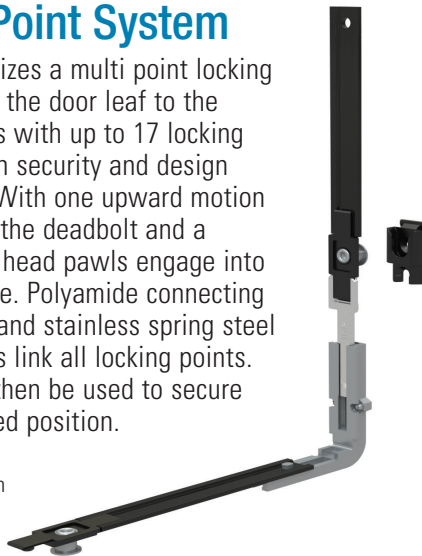 Point System
izes a multi point locking
the door leaf to the
s with up to 17 locking
n security and design
With one upward motion
the deadbolt and a
head pawls engage into
e. Polyamide connecting
and stainless spring steel
s link all locking points.
then be used to secure
ed position.
n